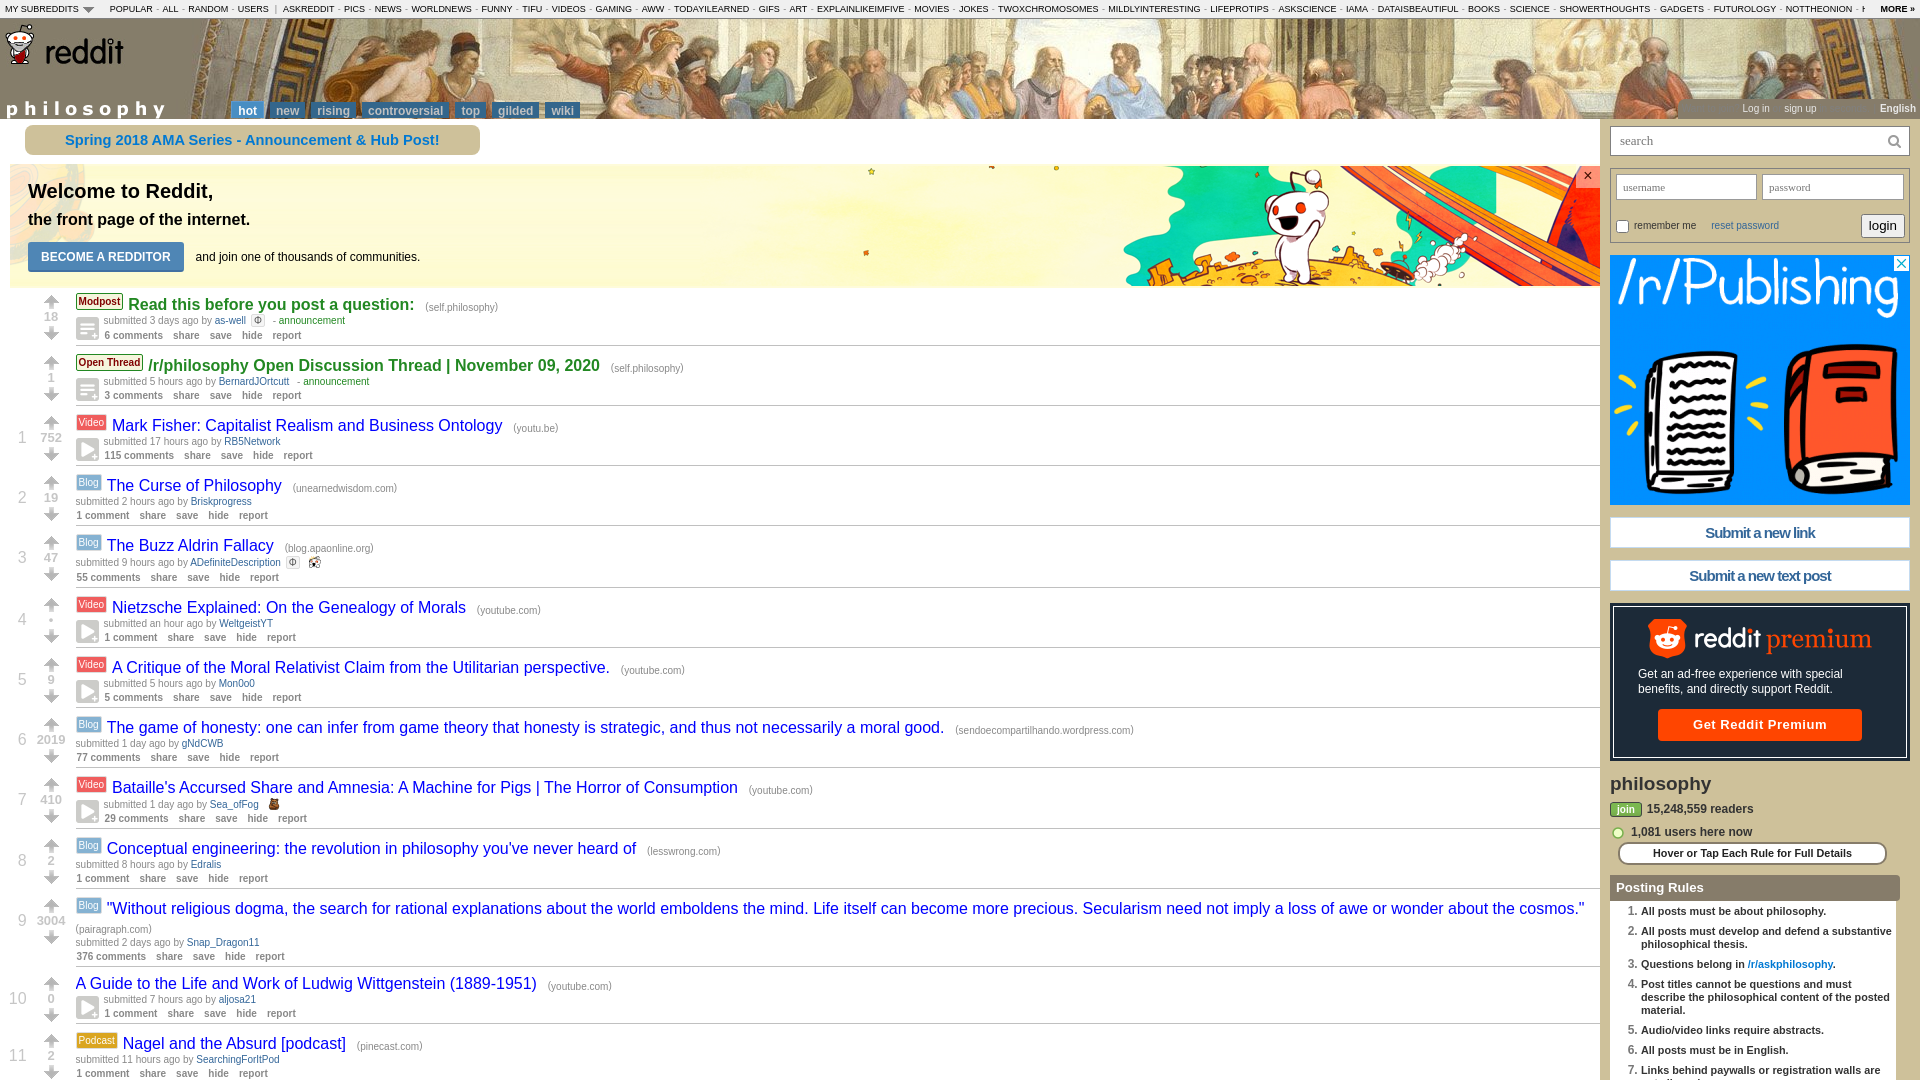 MY SUBREDDITS POPULAR - ALL - RANDOM - USERS | ASKREDDIT - PICS - NEWS - WORLDNEWS - FUNNY - TIFU - VIDEOS - GAMING - AWW - TODAYILEARNED - GIFS - ART - EXPLAINLIKEIMFIVE - MOVIES - JOKES - TWOXCHROMOSOMES - MILDLYINTERESTING - LIFEPROTIPS - ASKSCIENCE - IAMA - DATAISBEAUTIFUL - BOOKS - SCIENCE - SHOWERTHOUGHTS - GADGETS - FUTUROLOGY - NOTTHEONION - MORE »
reddit
philosophy hot new rising controversial top gilded wiki
Log in sign up English
Spring 2018 AMA Series - Announcement & Hub Post!
Welcome to Reddit,
the front page of the internet.
BECOME A REDDITOR and join one of thousands of communities.
×
Modpost Read this before you post a question: (self.philosophy)
18
submitted 3 days ago by as-well Φ - announcement
6 comments share save hide report
Open Thread /r/philosophy Open Discussion Thread | November 09, 2020 (self.philosophy)
1
submitted 5 hours ago by BernardJOrtcutt - announcement
3 comments share save hide report
Video Mark Fisher: Capitalist Realism and Business Ontology (youtu.be)
1 752
submitted 17 hours ago by RB5Network
115 comments share save hide report
Blog The Curse of Philosophy (unearnedwisdom.com)
2 19
submitted 2 hours ago by Briskprogress
1 comment share save hide report
Blog The Buzz Aldrin Fallacy (blog.apaonline.org)
3 47
submitted 9 hours ago by ADefiniteDescription Φ
55 comments share save hide report
Video Nietzsche Explained: On the Genealogy of Morals (youtube.com)
4 •
submitted an hour ago by WeltgeistYT
1 comment share save hide report
Video A Critique of the Moral Relativist Claim from the Utilitarian perspective. (youtube.com)
5 9
submitted 5 hours ago by Mon0o0
5 comments share save hide report
Blog The game of honesty: one can infer from game theory that honesty is strategic, and thus not necessarily a moral good. (sendoecompartilhando.wordpress.com)
6 2019
submitted 1 day ago by gNdCWB
77 comments share save hide report
Video Bataille's Accursed Share and Amnesia: A Machine for Pigs | The Horror of Consumption (youtube.com)
7 410
submitted 1 day ago by Sea_ofFog
29 comments share save hide report
Blog Conceptual engineering: the revolution in philosophy you've never heard of (lesswrong.com)
8 2
submitted 8 hours ago by Edralis
1 comment share save hide report
Blog "Without religious dogma, the search for rational explanations about the world emboldens the mind. Life itself can become more precious. Secularism need not imply a loss of awe or wonder about the cosmos."
9 3004
(pairagraph.com)
submitted 2 days ago by Snap_Dragon11
376 comments share save hide report
A Guide to the Life and Work of Ludwig Wittgenstein (1889-1951) (youtube.com)
10 0
submitted 7 hours ago by aljosa21
1 comment share save hide report
Podcast Nagel and the Absurd [podcast] (pinecast.com)
11 2
submitted 11 hours ago by SearchingForItPod
1 comment share save hide report
search
username password
remember me reset password login
/r/Publishing
Submit a new link
Submit a new text post
reddit premium
Get an ad-free experience with special
benefits, and directly support Reddit.
Get Reddit Premium
philosophy
join 15,248,559 readers
1,081 users here now
Hover or Tap Each Rule for Full Details
Posting Rules
1. All posts must be about philosophy.
2. All posts must develop and defend a substantive
philosophical thesis.
3. Questions belong in /r/askphilosophy.
4. Post titles cannot be questions and must
describe the philosophical content of the posted
material.
5. Audio/video links require abstracts.
6. All posts must be in English.
7. Links behind paywalls or registration walls are